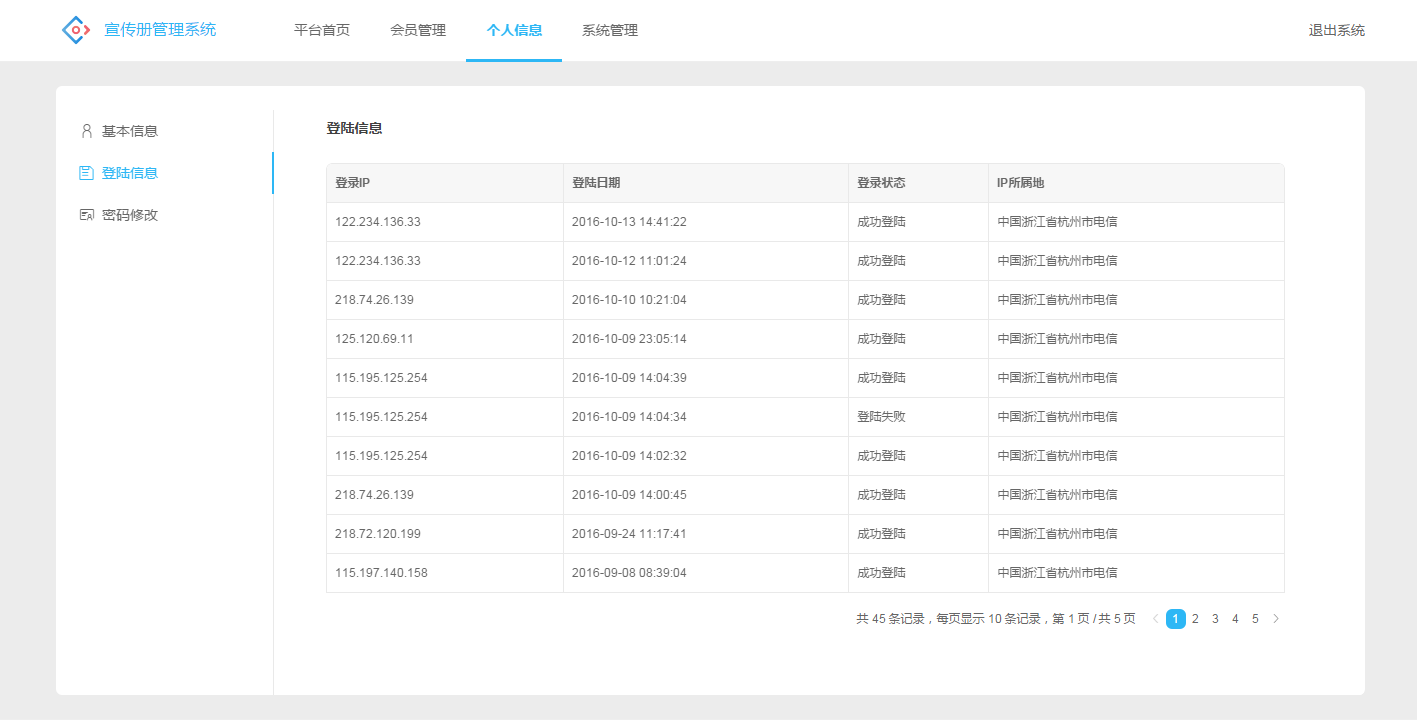 宣传册管理系统 平台首页 会员管理 个人信息 系统管理 退出系统
基本信息
登陆信息
密码修改
登陆信息
登录IP 登陆日期 登录状态 IP所属地
122.234.136.33 2016-10-13 14:41:22 成功登陆 中国浙江省杭州市电信
122.234.136.33 2016-10-12 11:01:24 成功登陆 中国浙江省杭州市电信
218.74.26.139 2016-10-10 10:21:04 成功登陆 中国浙江省杭州市电信
125.120.69.11 2016-10-09 23:05:14 成功登陆 中国浙江省杭州市电信
115.195.125.254 2016-10-09 14:04:39 成功登陆 中国浙江省杭州市电信
115.195.125.254 2016-10-09 14:04:34 登陆失败 中国浙江省杭州市电信
115.195.125.254 2016-10-09 14:02:32 成功登陆 中国浙江省杭州市电信
218.74.26.139 2016-10-09 14:00:45 成功登陆 中国浙江省杭州市电信
218.72.120.199 2016-09-24 11:17:41 成功登陆 中国浙江省杭州市电信
115.197.140.158 2016-09-08 08:39:04 成功登陆 中国浙江省杭州市电信
共 45 条记录，每页显示 10 条记录，第 1 页 / 共 5 页 1 2 3 4 5